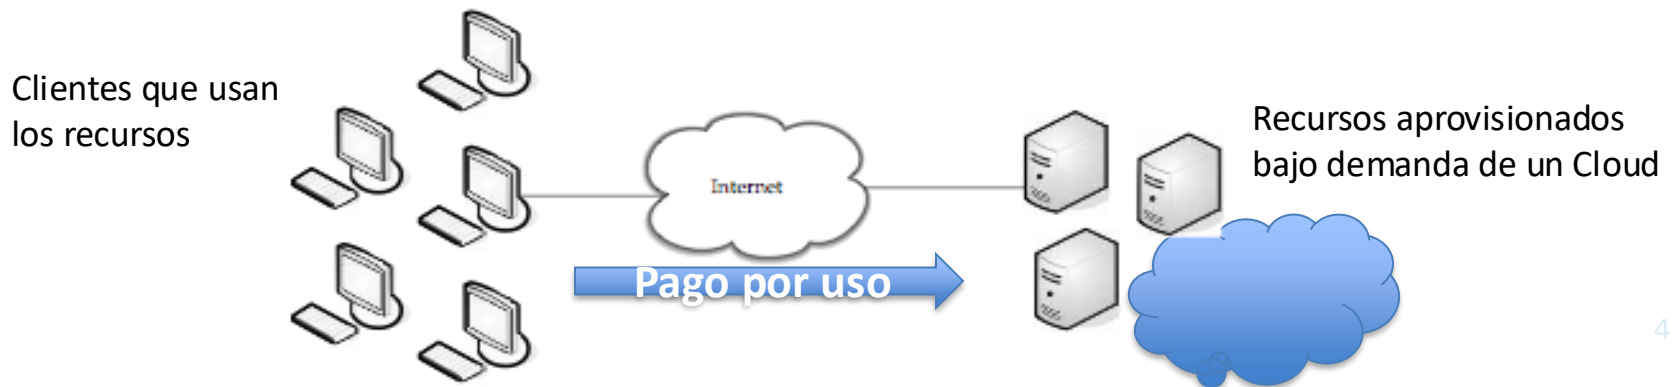 Clientes que usan
los recursos
Internet
Recursos aprovisionados
bajo demanda de un Cloud
Pago por uso
4